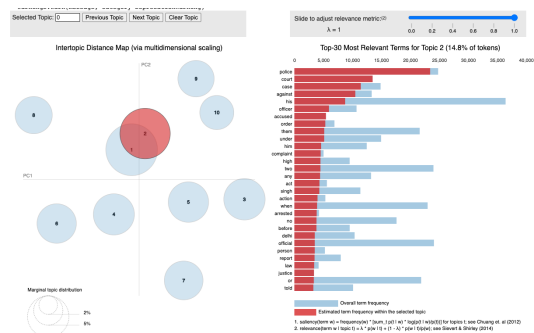 Selected Topic: 0 Previous Topic Next Topic Clear Topic
Slide to adjust relevance metric:(2)
λ = 1
0.0 0.2 0.4 0.6 0.8 1.0
Intertopic Distance Map (via multidimensional scaling)
PC2
PC1
9
10
8
2
1
5
3
4
6
7
Marginal topic distribution
2%
5%
Top-30 Most Relevant Terms for Topic 2 (14.8% of tokens)
0 5,000 10,000 15,000 20,000 25,000 30,000 35,000 40,000
police
court
case
against
his
officer
accused
order
them
under
him
complaint
high
two
any
act
singh
action
when
arrested
no
before
delhi
official
person
report
law
justice
or
told
Overall term frequency
Estimated term frequency within the selected topic
1. saliency(term w) = frequency(w) * [sum_t p(t | w) * log(p(t | w)/p(t))] for topics t; see Chuang et. al (2012)
2. relevance(term w | topic t) = λ * p(w | t) + (1 - λ) * p(w | t)/p(w); see Sievert & Shirley (2014)